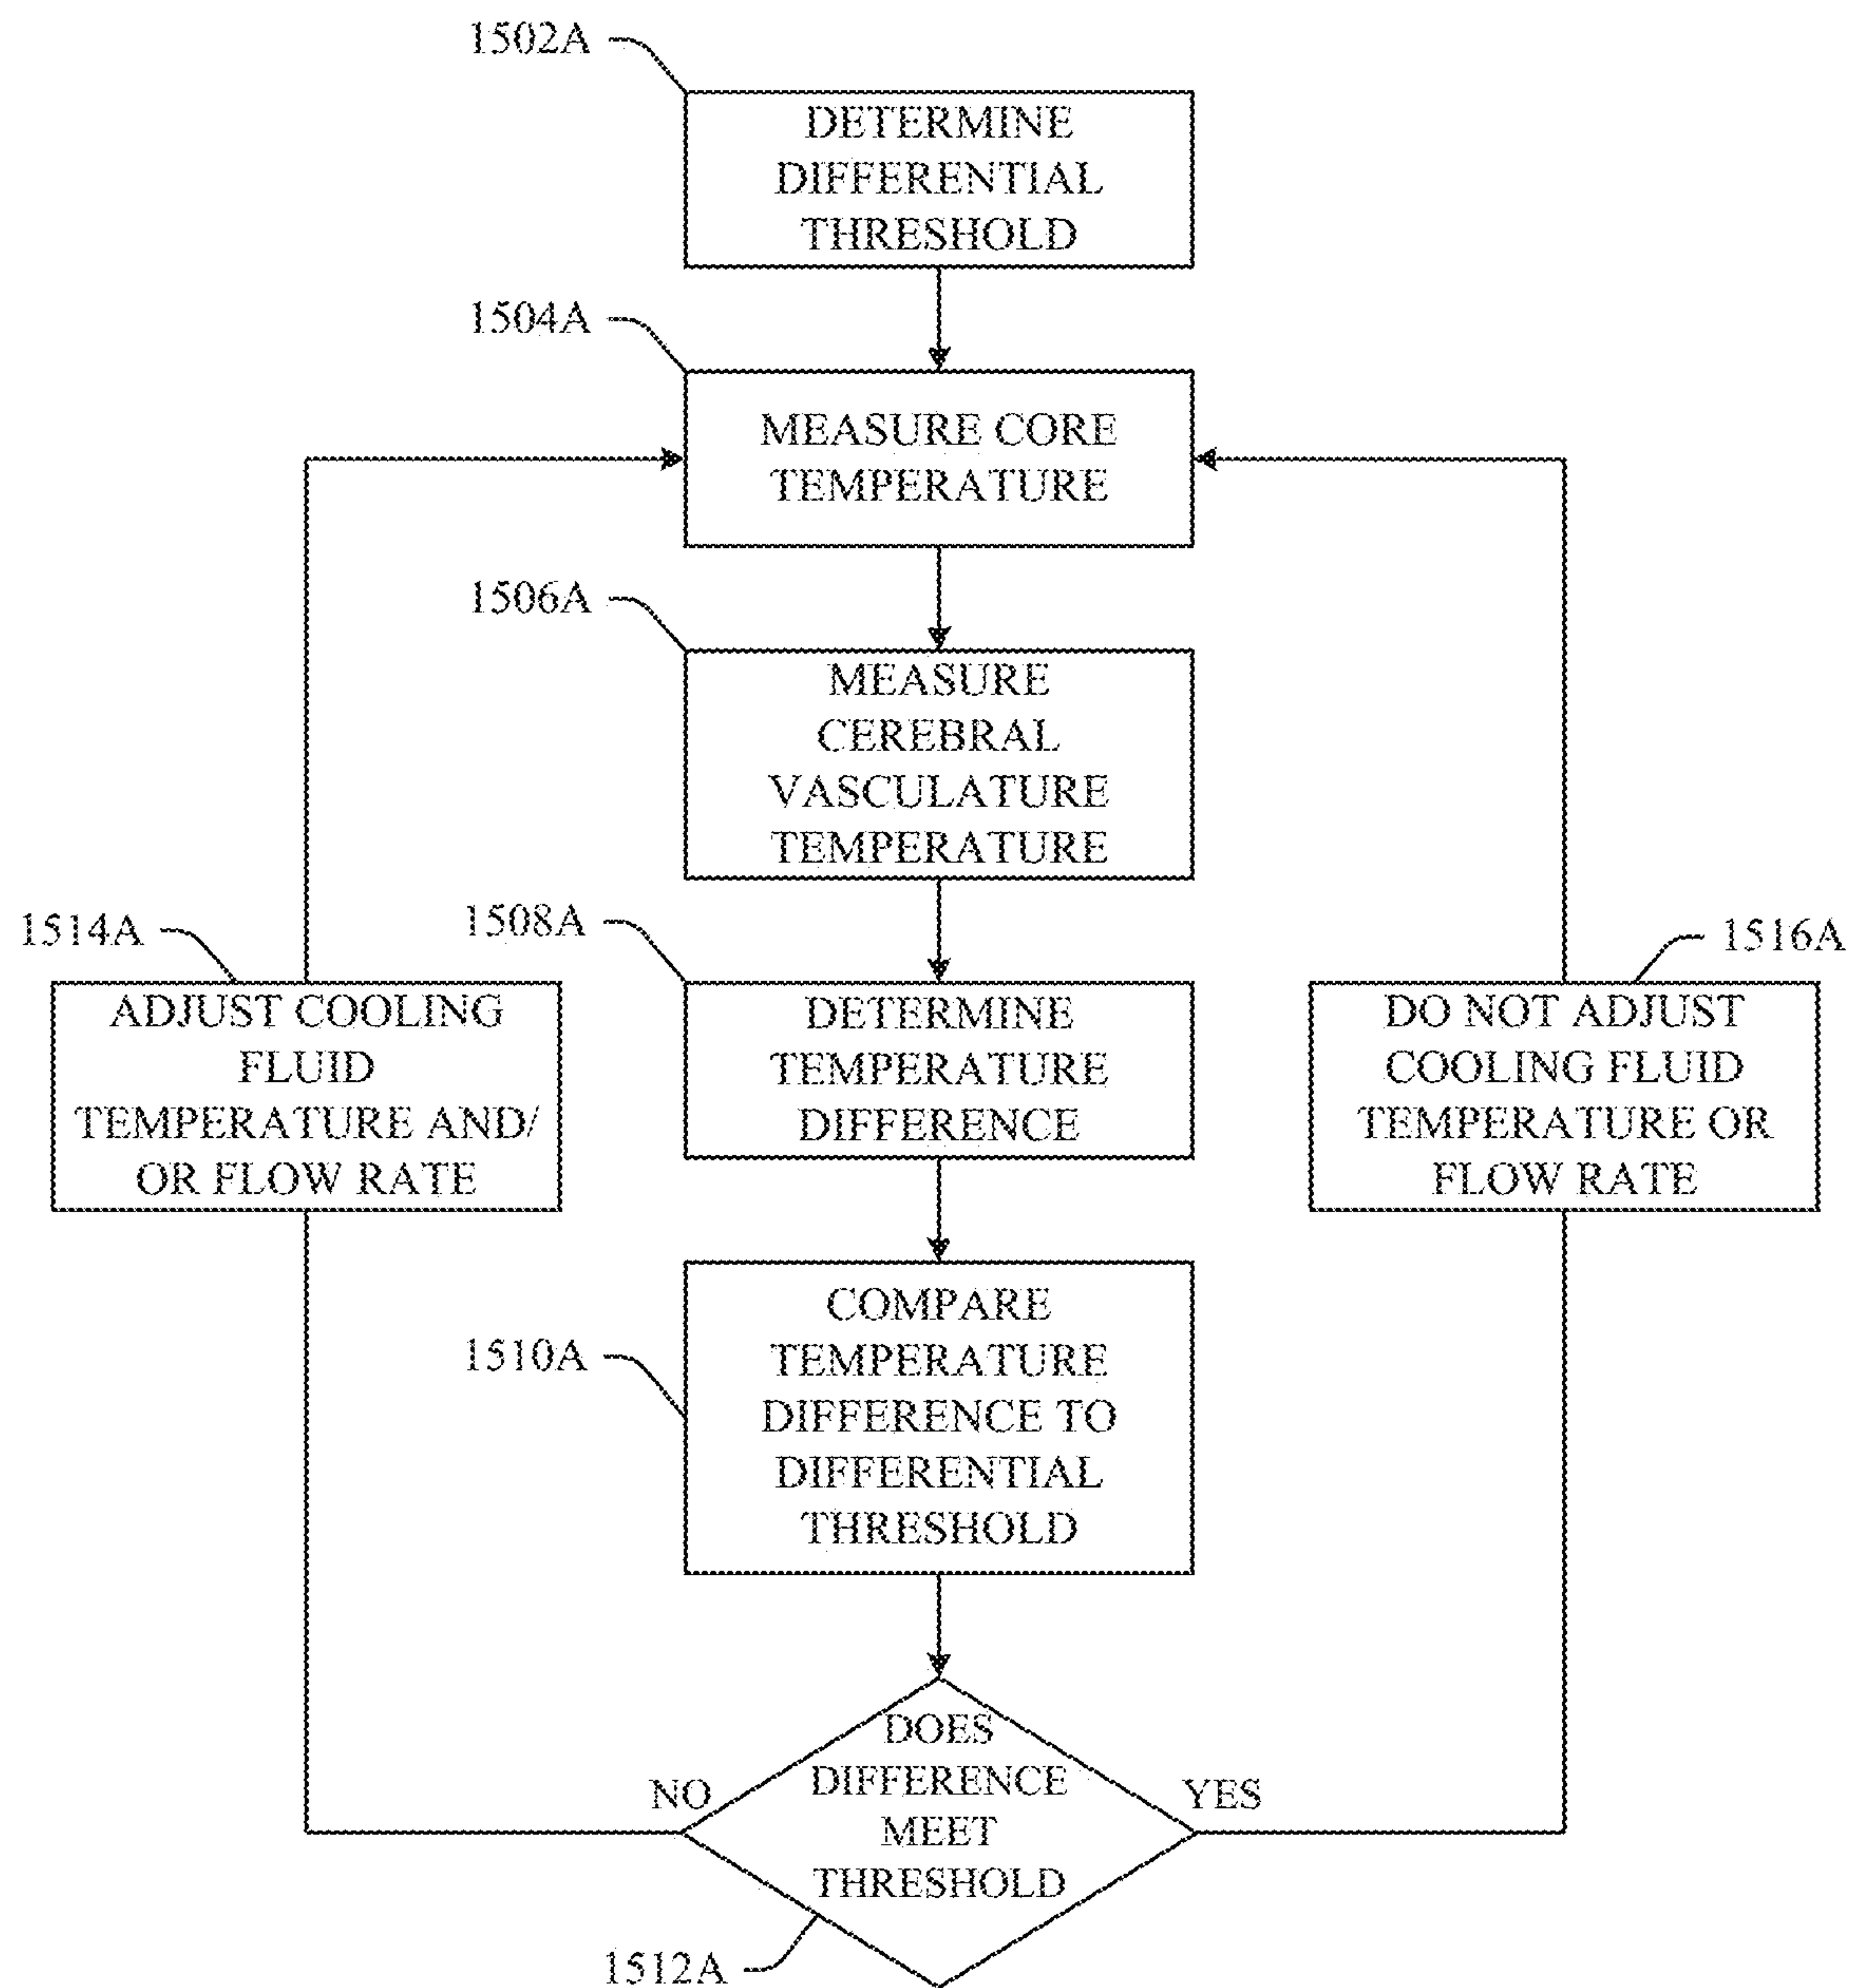 1502A
DETERMINE
DIFFERENTIAL
THRESHOLD
1504A
MEASURE CORE
TEMPERATURE
1506A
MEASURE
CEREBRAL
VASCULATURE
TEMPERATURE
1514A
ADJUST COOLING
FLUID
TEMPERATURE AND/
OR FLOW RATE
1508A
DETERMINE
TEMPERATURE
DIFFERENCE
1516A
DO NOT ADJUST
COOLING FLUID
TEMPERATURE OR
FLOW RATE
1510A
COMPARE
TEMPERATURE
DIFFERENCE TO
DIFFERENTIAL
THRESHOLD
NO
DOES
DIFFERENCE
MEET
THRESHOLD
YES
1512A